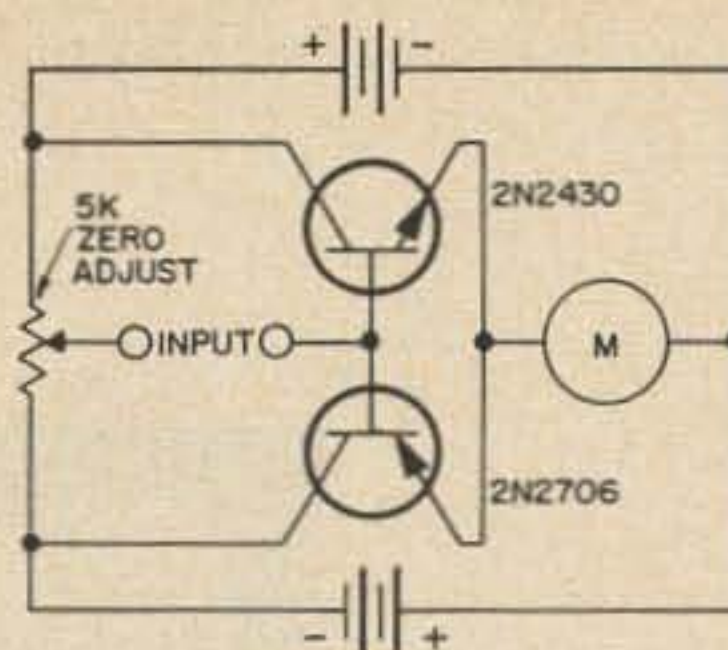 + −
2N2430
5K
ZERO
ADJUST
INPUT
M
2N2706
− +